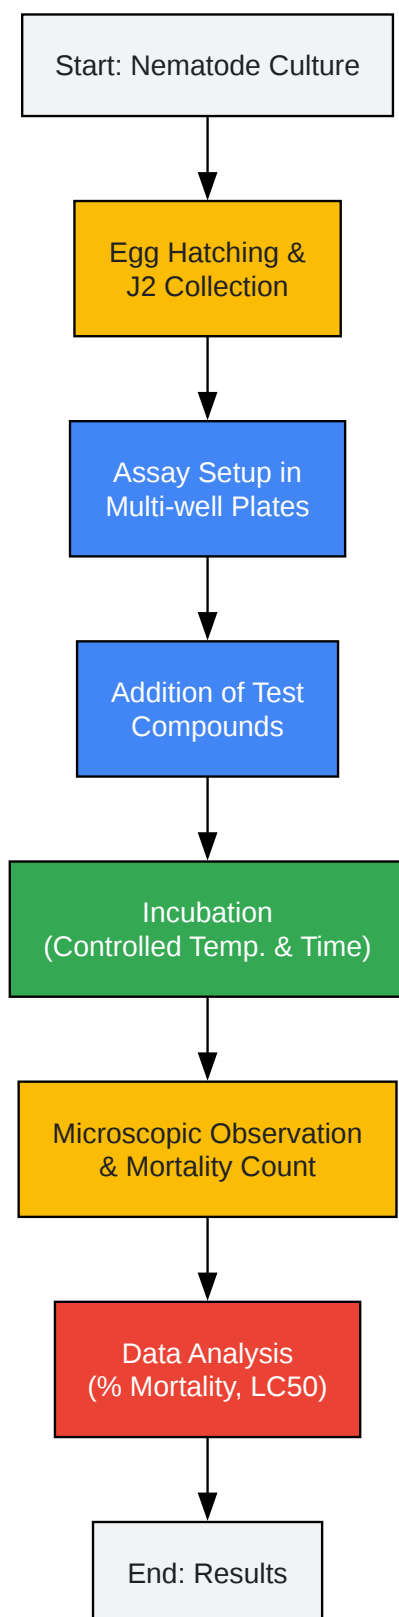 Start: Nematode Culture
Egg Hatching &
J2 Collection
Assay Setup in
Multi-well Plates
Addition of Test
Compounds
Incubation
(Controlled Temp. & Time)
Microscopic Observation
& Mortality Count
Data Analysis
(% Mortality, LC50)
End: Results